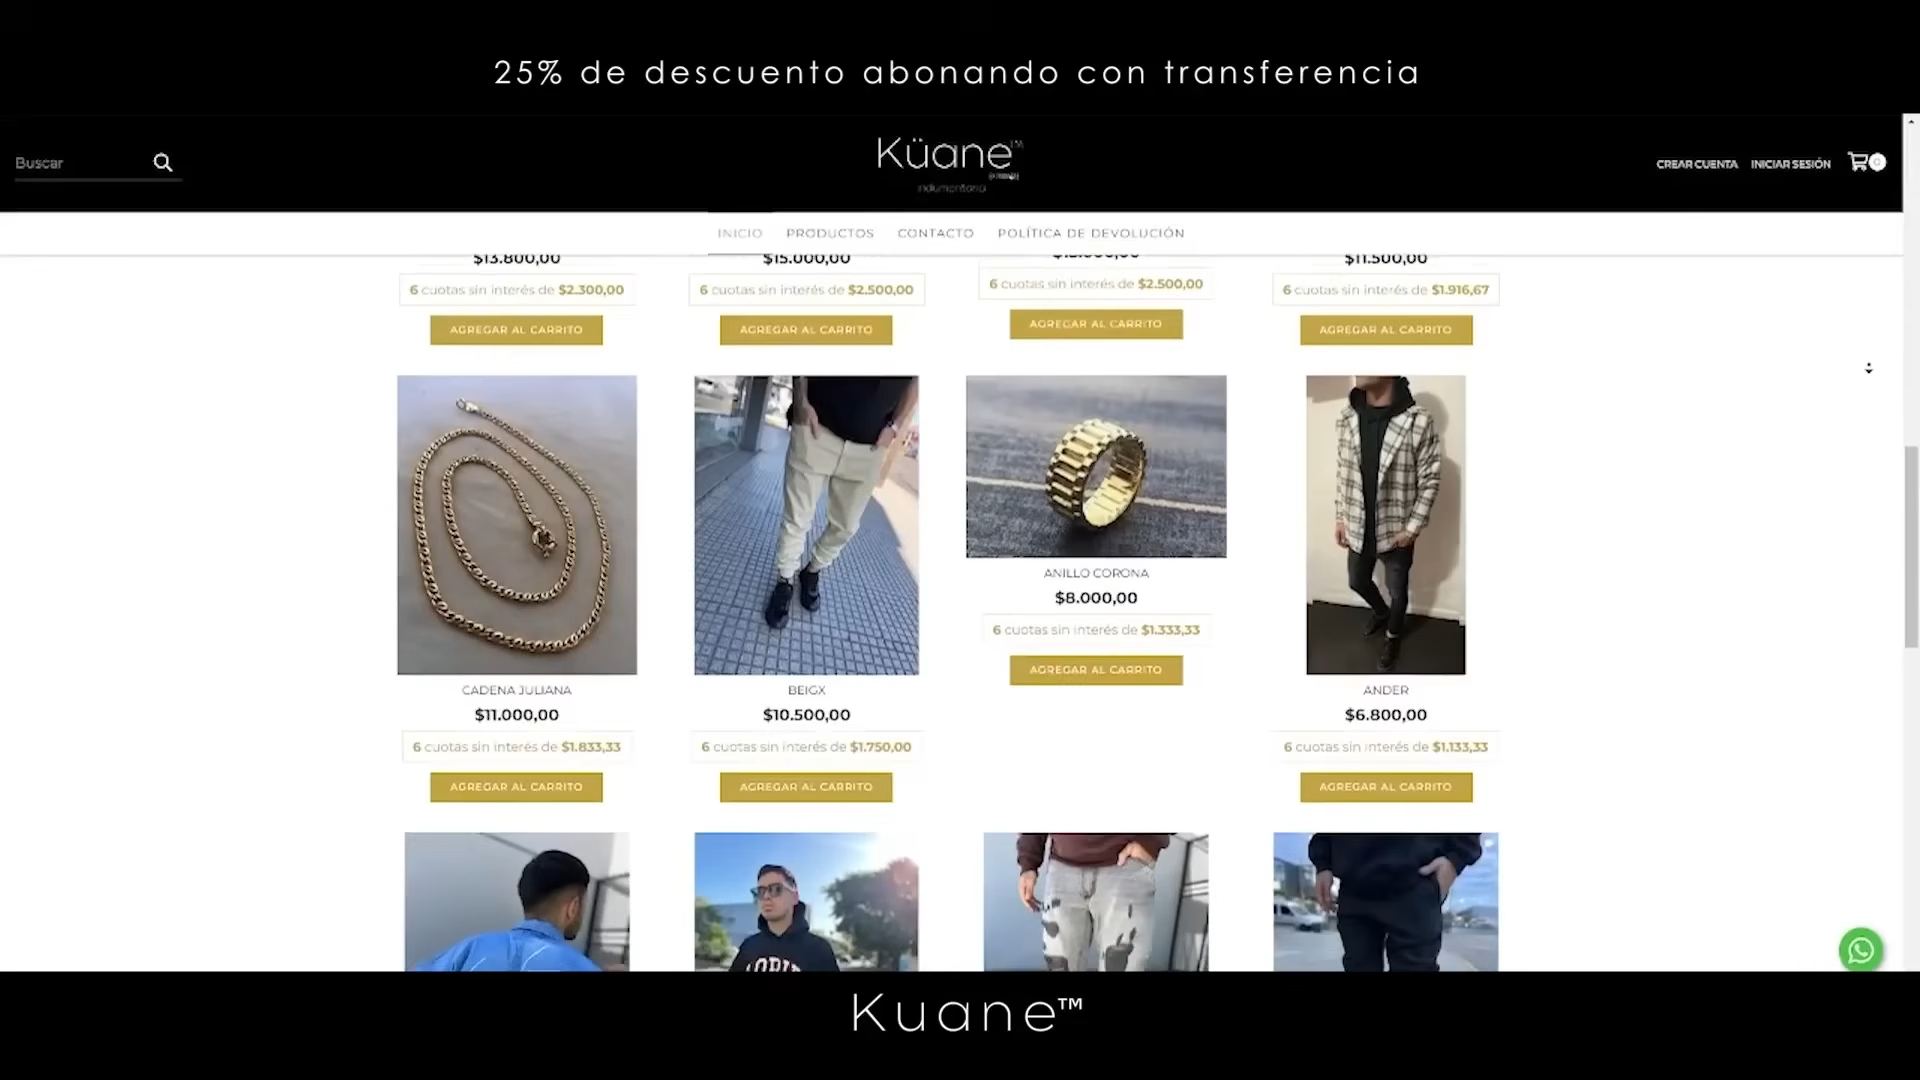 25% de descuento abonando con transferencia
Buscar
Küane™
indumentaria
CREAR CUENTA INICIAR SESIÓN 0
INICIO PRODUCTOS CONTACTO POLÍTICA DE DEVOLUCIÓN
$13.800,00 $15.000,00 $11.500,00
6 cuotas sin interés de $2.300,00 6 cuotas sin interés de $2.500,00 6 cuotas sin interés de $2.500,00 6 cuotas sin interés de $1.916,67
AGREGAR AL CARRITO AGREGAR AL CARRITO AGREGAR AL CARRITO AGREGAR AL CARRITO
CADENA JULIANA
$11.000,00
6 cuotas sin interés de $1.833,33
AGREGAR AL CARRITO
BEIGX
$10.500,00
6 cuotas sin interés de $1.750,00
AGREGAR AL CARRITO
ANILLO CORONA
$8.000,00
6 cuotas sin interés de $1.333,33
AGREGAR AL CARRITO
ANDER
$6.800,00
6 cuotas sin interés de $1.133,33
AGREGAR AL CARRITO
Kuane™